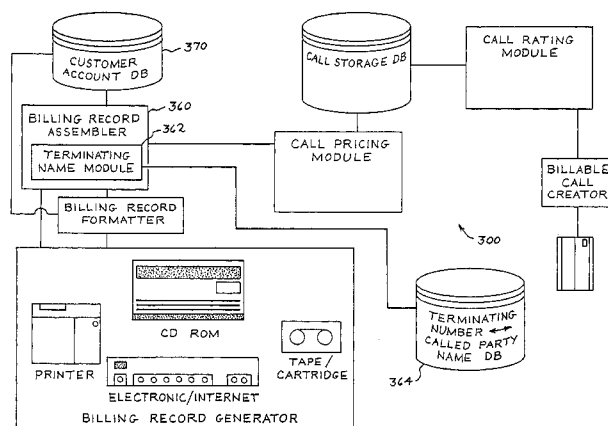 370
CUSTOMER
ACCOUNT DB
CALL STORAGE DB
CALL RATING
MODULE
360
BILLING RECORD
ASSEMBLER
362
TERMINATING
NAME MODULE
CALL PRICING
MODULE
BILLING RECORD
FORMATTER
BILLABLE
CALL
CREATOR
300
CD ROM
PRINTER
TAPE/
CARTRIDGE
ELECTRONIC/INTERNET
BILLING RECORD GENERATOR
TERMINATING
NUMBER ↔
CALLED PARTY
NAME DB
364